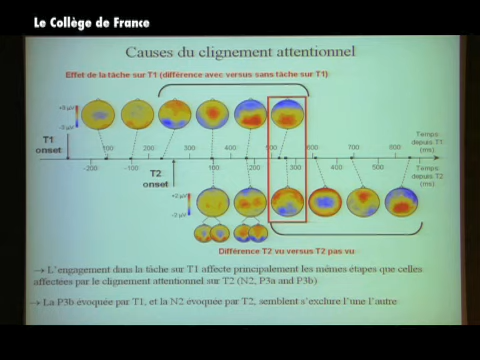 Le Collège de France
Causes du clignement attentionnel
Effet de la tâche sur T1 (différence avec versus sans tâche sur T1)
T1
onset
100 200 300 400 500 600 700
Temps
depuis T1
(ms)
-200 -100
T2
onset
100 200 300 400 500
Temps
depuis T2
(ms)
Différence T2 vu versus T2 pas vu
→ L'engagement dans la tâche sur T1 affecte principalement les mêmes étapes que celles
affectées par le clignement attentionnel sur T2 (N2, P3a and P3b)
→ La P3b évoquée par T1, et la N2 évoquée par T2, semblent s'exclure l'une l'autre